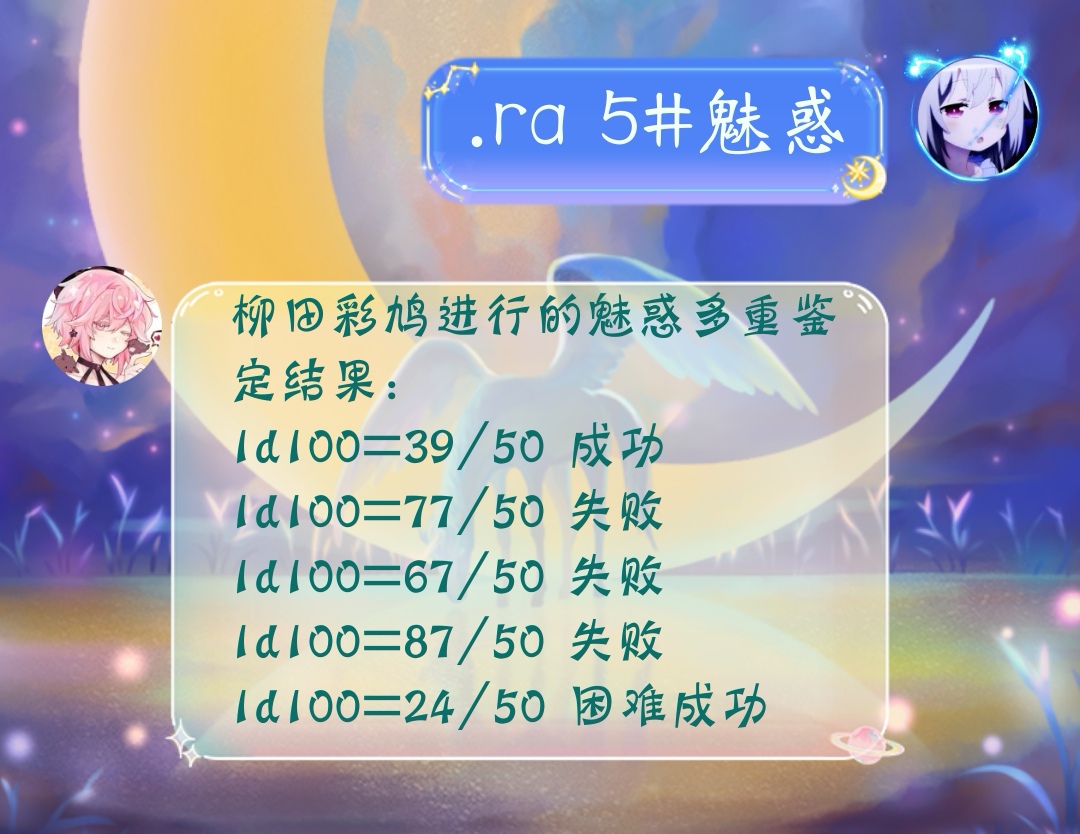 .ra 5#魅惑
柳田彩鸠进行的魅惑多重鉴
定结果：
1d100=39/50 成功
1d100=77/50 失败
1d100=67/50 失败
1d100=87/50 失败
1d100=24/50 困难成功